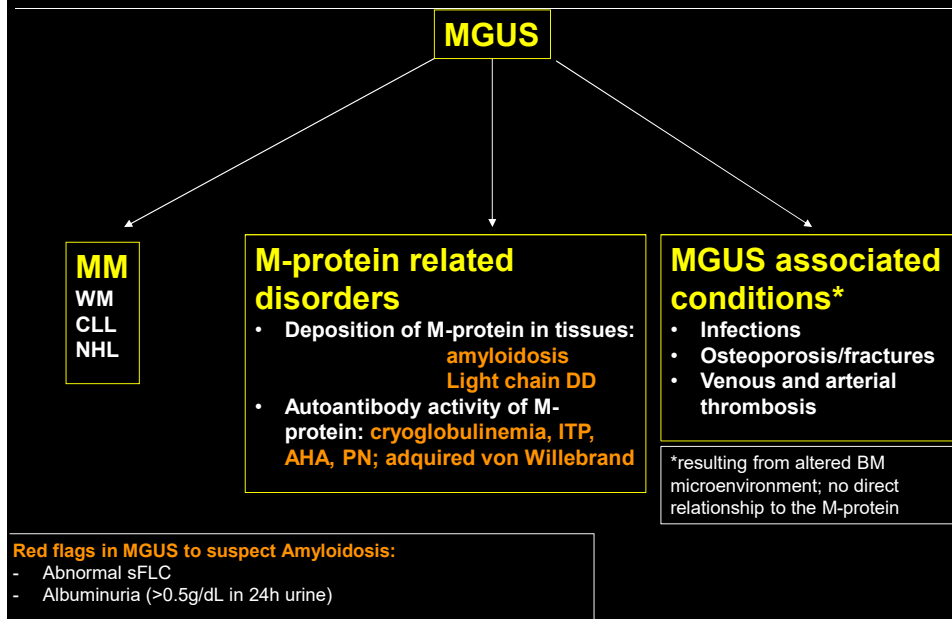 MGUS
MM
WM
CLL
NHL
M-protein related
disorders
• Deposition of M-protein in tissues:
amyloidosis
Light chain DD
• Autoantibody activity of M-
protein: cryoglobulinemia, ITP,
AHA, PN; adquired von Willebrand
MGUS associated
conditions*
• Infections
• Osteoporosis/fractures
• Venous and arterial
thrombosis
*resulting from altered BM
microenvironment; no direct
relationship to the M-protein
Red flags in MGUS to suspect Amyloidosis:
- Abnormal sFLC
- Albuminuria (>0.5g/dL in 24h urine)